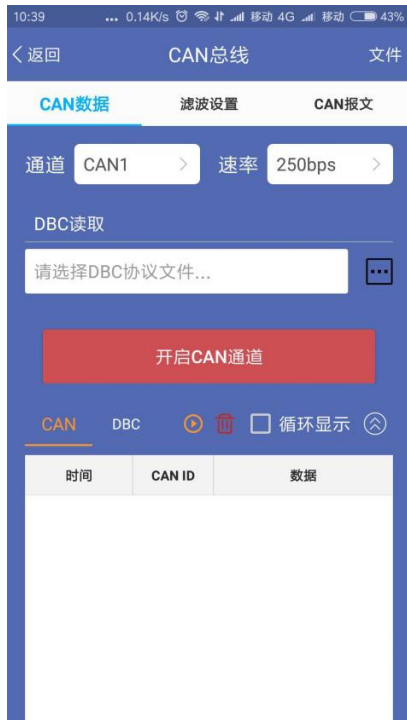 10:39 ... 0.14K/s 移动 4G 移动 43%
返回 CAN总线 文件
CAN数据 滤波设置 CAN报文
通道 CAN1 速率 250bps
DBC读取
请选择DBC协议文件...
开启CAN通道
CAN DBC 循环显示
时间 CAN ID 数据